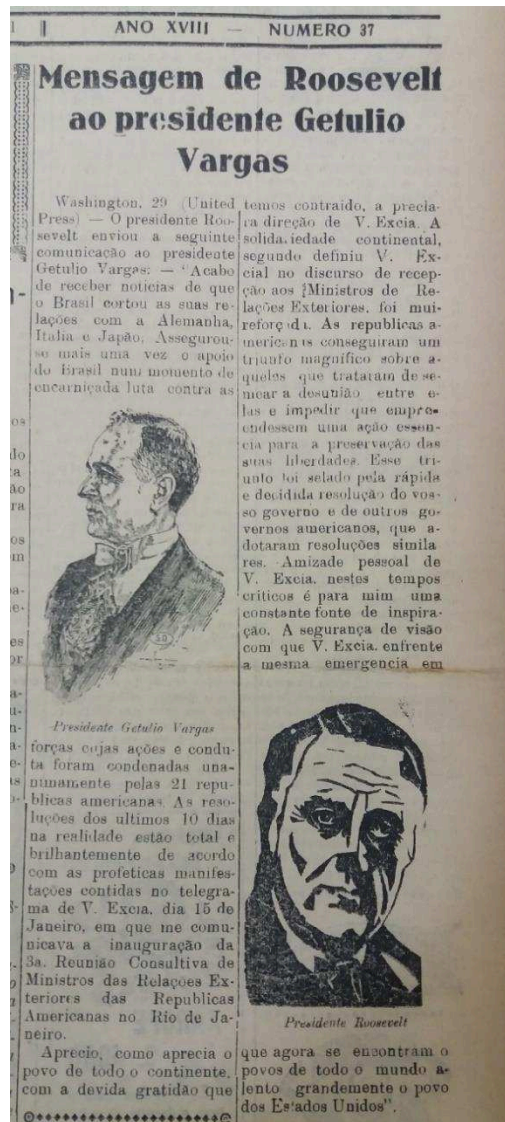 ANO XVIII — NUMERO 37
Mensagem de Roosevelt
ao presidente Getulio
Vargas
Washington, 29 (United
Press) — O presidente Roo-
sevelt enviou a seguinte
comunicação ao presidente
Getulio Vargas: — "Acabo
de receber noticias de que
o Brasil cortou as suas re-
lações com a Alemanha,
Italia e Japão. Assegurou-
se mais uma vez o apoio
do Brasil num momento de
encarniçada luta contra as
Presidente Getulio Vargas
forças cujas ações e condu-
ta foram condenadas una-
nimamente pelas 21 repu-
blicas americanas. As reso-
luções dos ultimos 10 dias
na realidade estão total e
brilhantemente de acordo
com as profeticas manifes-
tações contidas no telegra-
ma de V. Excia. dia 15 de
Janeiro, em que me comu-
nicava a inauguração da
3a. Reunião Consultiva de
Ministros das Relações Ex-
teriores das Republicas
Americanas no Rio de Ja-
neiro.
Aprecio, como aprecia o
povo de todo o continente,
com a devida gratidão que
temos contraido, a precla-
ra direção de V. Excia. A
solida.iedade continental,
segundo definiu V. Ex-
cial no discurso de recep-
ção aos Ministros de Re-
lações Exteriores, foi mui-
reforç di. As republicas a-
meric nis conseguiram um
triunfo magnífico sobre a-
queles que trataram de se-
mear a desunião entre e-
las e impedir que empre-
endessem uma ação essen-
cia para a preservação das
suas liberdades. Esse tri-
unfo foi selado pela rápida
e decidida resolução do vos-
so governo e de outros go-
vernos americanos, que a-
dotaram resoluções simila
res. Amizade pessoal de
V. Excia. nestes tempos
criticos é para mim uma
constante fonte de inspira-
ção. A segurança de visão
com que V. Excia. enfrente
a mesma emergencia em
Presidente Roosevelt
que agora se encontram o
povos de todo o mundo a-
lento grandemente o povo
dos Estados Unidos".